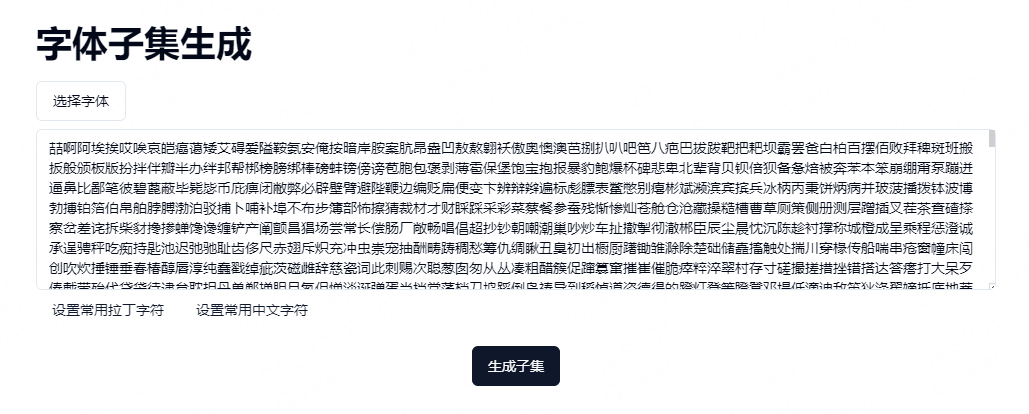 字体子集生成
选择字体
喆啊阿埃挨哎唉哀皑癌蔼矮艾碍爱隘鞍氨安俺按暗岸胺案肮昂盎凹敖熬翱袄傲奥懊澳芭捌扒叭吧笆八疤巴拔跋靶把耙坝霸罢爸白柏百摆佰败拜稗斑班搬
扳般颁板版扮拌伴瓣半办绊邦帮梆榜膀绑棒磅蚌镑傍谤苞胞包褒剥薄雹保堡饱宝抱报暴豹鲍爆杯碑悲卑北辈背贝钡倍狈备惫焙被奔苯本笨崩绷甭泵蹦迸
逼鼻比鄙笔彼碧蓖蔽毕毙毖币庇痹闭敝弊必辟壁臂避陛鞭边编贬扁便变卞辨辩辫遍标彪膘表鳖憋别瘪彬斌濒滨宾摈兵冰柄丙秉饼炳病并玻菠播拨钵波博
勃搏铂箔伯帛舶脖膊渤泊驳捕卜哺补埠不布步簿部怖擦猜裁材才财睬踩采彩菜蔡餐参蚕残惭惨灿苍舱仓沧藏操糙槽曹草厕策侧册测层蹭插叉茬茶查碴搽
察岔差诧拆柴豺搀掺蝉馋谗缠铲产阐颤昌猖场尝常长偿肠厂敞畅唱倡超抄钞朝嘲潮巢吵炒车扯撤掣彻澈郴臣辰尘晨忱沉陈趁衬撑称城橙成呈乘程惩澄诚
承逞骋秤吃痴持匙池迟弛驰耻齿侈尺赤翅斥炽充冲虫崇宠抽酬畴踌稠愁筹仇绸瞅丑臭初出橱厨躇锄雏滁除楚础储矗搐触处揣川穿椽传船喘串疮窗幢床闯
创吹炊捶锤垂春椿醇唇淳纯蠢戳绰疵茨磁雌辞慈瓷词此刺赐次聪葱囱匆从丛凑粗醋簇促蹿篡窜摧崔催脆瘁粹淬翠村存寸磋撮搓措挫错搭达答瘩打大呆歹
设置常用拉丁字符
设置常用中文字符
生成子集